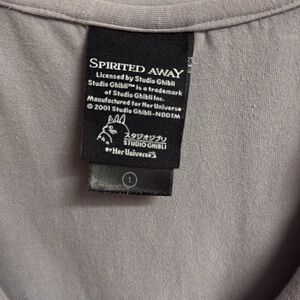 SPIRITED AWAY
Licensed by Studio Ghibli
Studio Ghibli™ is a trademark
of Studio Ghibli Inc.
Manufactured for Her Universe
© 2001 Studio Ghibli-NDDTM
スタジオジブリ
STUDIO GHIBLI
BY HER UNIVERSE
1